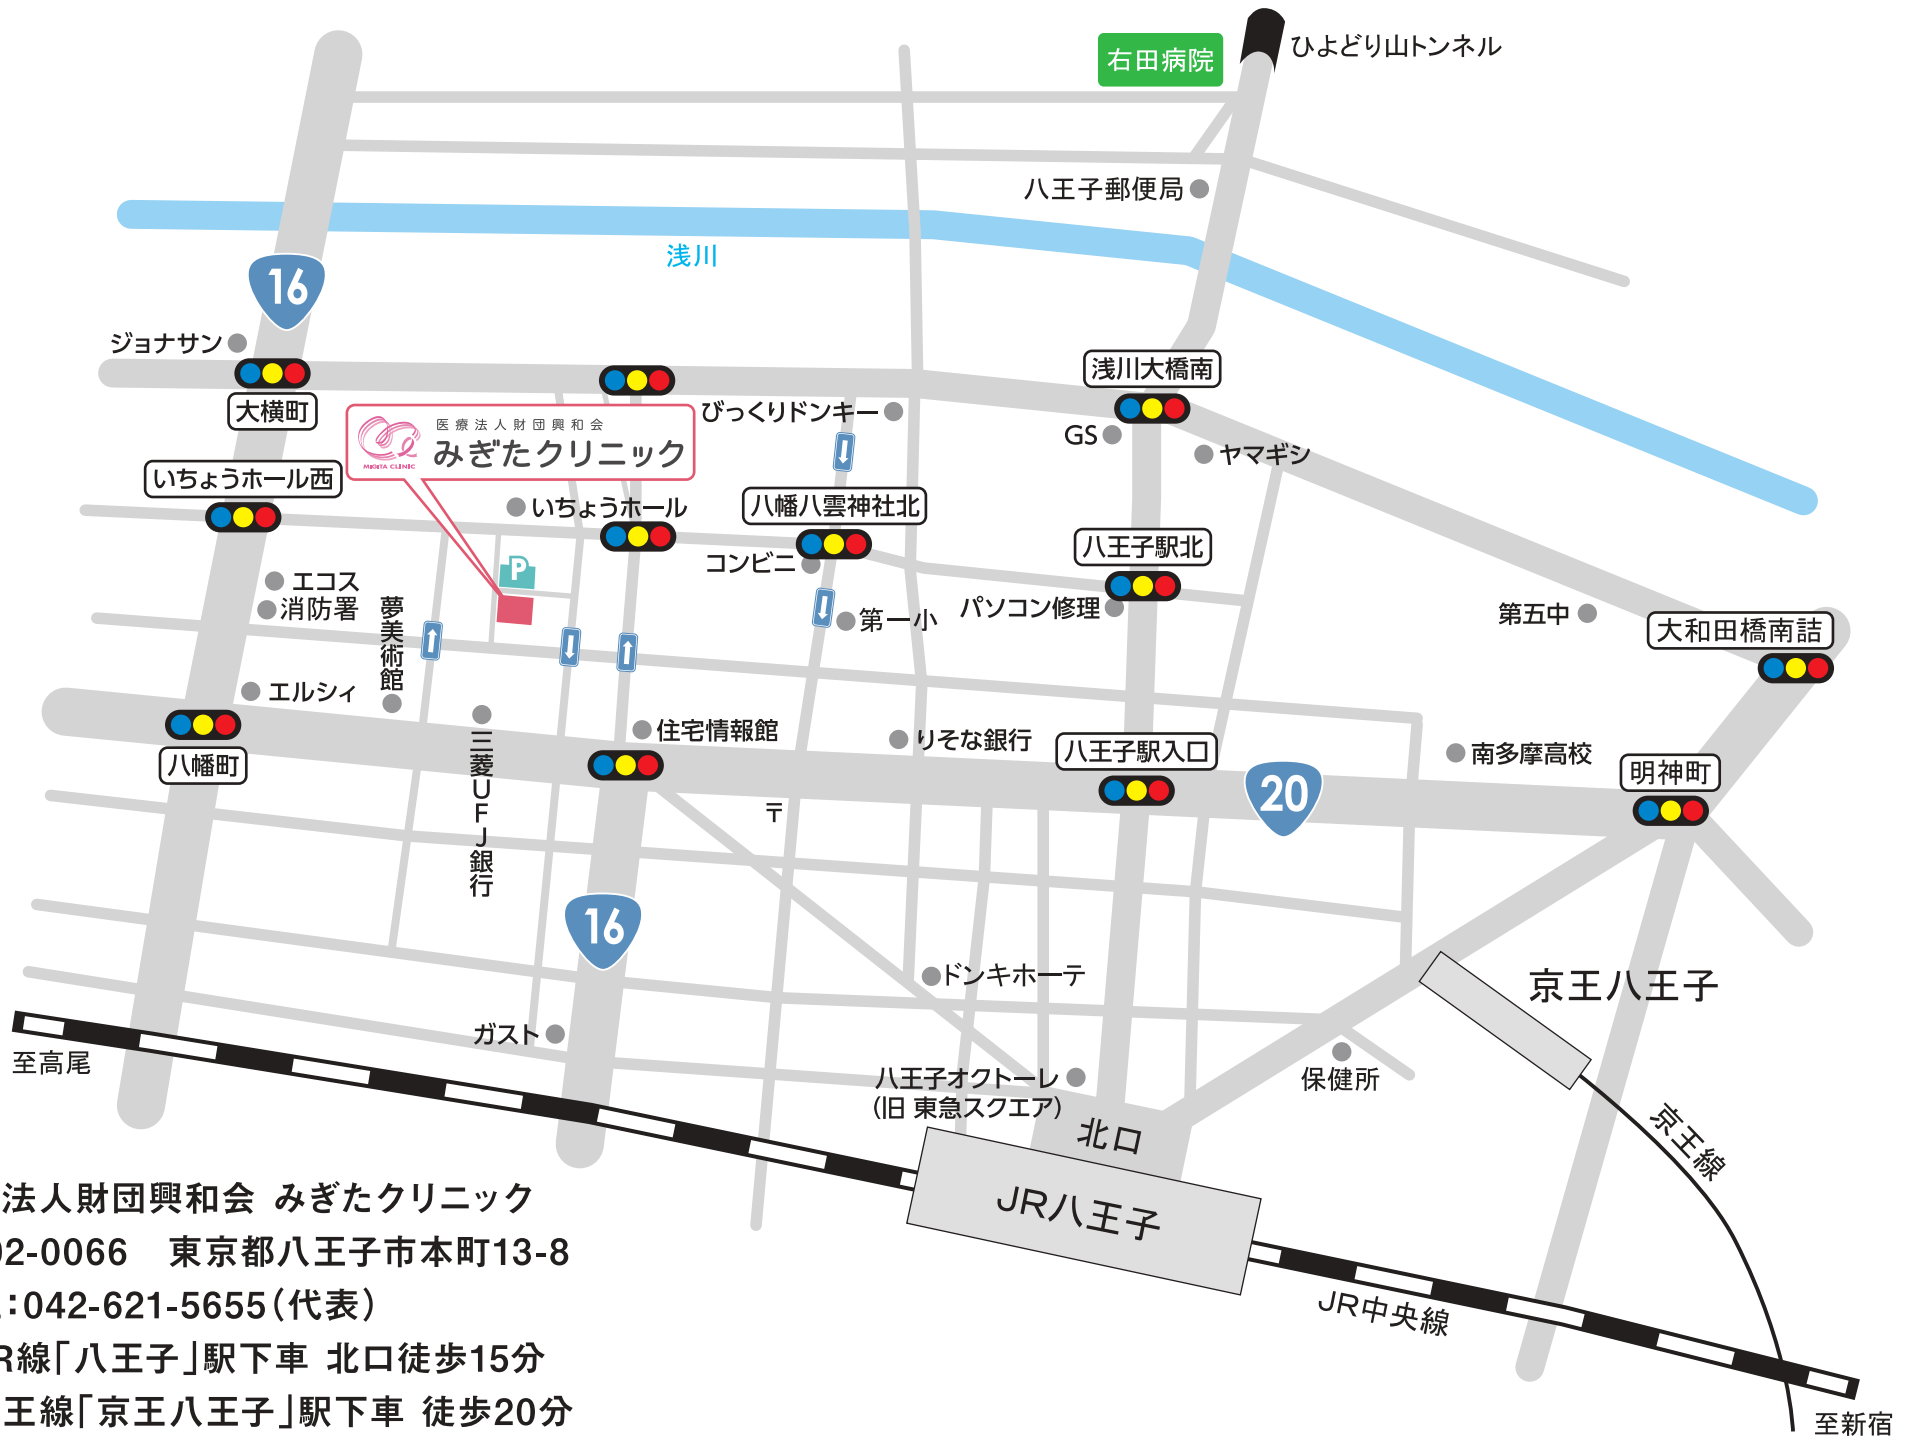 ひよどり山トンネル
右田病院
八王子郵便局
浅川
16
ジョナサン
大横町
浅川大橋南
びっくりドンキー
GS
ヤマギシ
医療法人財団興和会
みぎたクリニック
MIGITA CLINIC
いちょうホール西
いちょうホール
八幡八雲神社北
コンビニ
八王子駅北
P
エコス
消防署
夢美術館
第一小
パソコン修理
第五中
大和田橋南詰
エルシィ
三菱UFJ銀行
住宅情報館
りそな銀行
八王子駅入口
南多摩高校
明神町
八幡町
〒
20
16
ドンキホーテ
京王八王子
ガスト
至高尾
八王子オクトーレ
(旧 東急スクエア)
保健所
北口
京王線
JR八王子
JR中央線
至新宿
法人財団興和会 みぎたクリニック
02-0066 東京都八王子市本町13-8
:042-621-5655(代表)
R線「八王子」駅下車 北口徒歩15分
王線「京王八王子」駅下車 徒歩20分